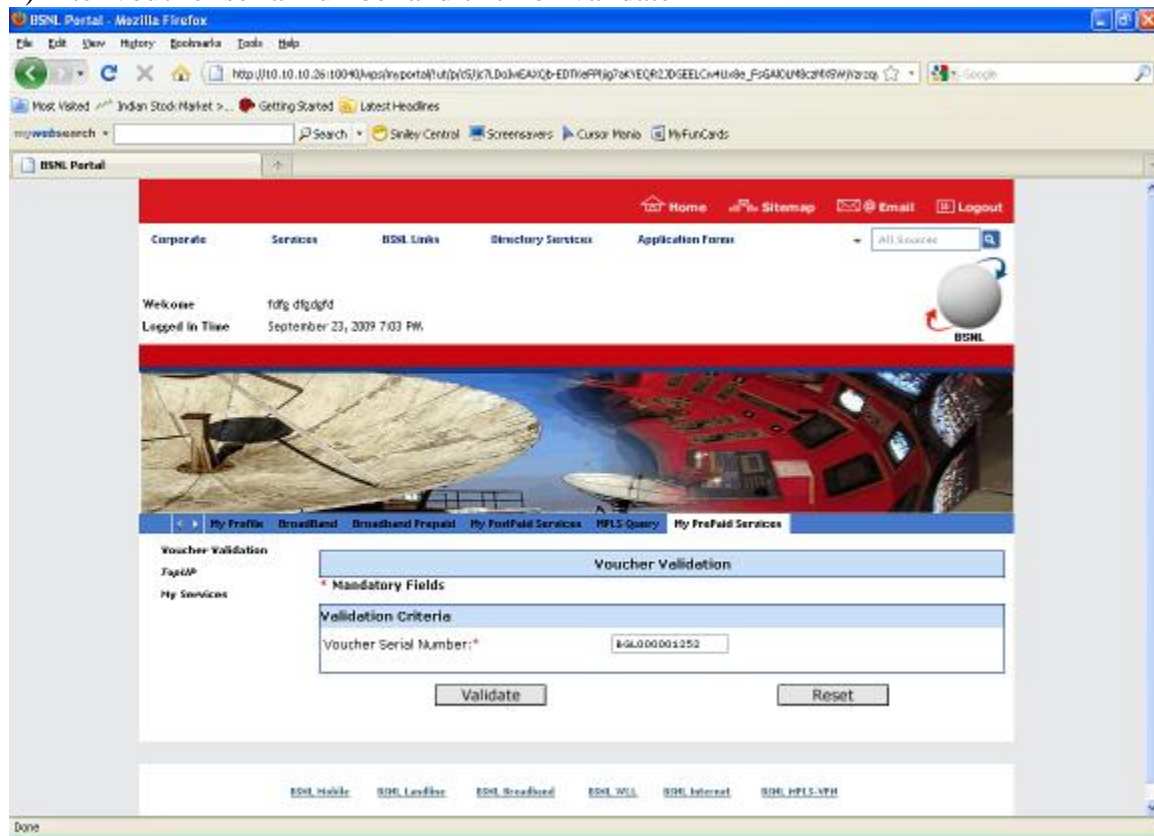 BSNL Portal - Mozilla Firefox
File Edit View History Bookmarks Tools Help
Google
Most Visited Indian Stock Market >... Getting Started Latest Headlines
mywebsearch Search Smiley Central Screensavers Cursor Mania MyFunCards
BSNL Portal
Home Sitemap Email Logout
Corporate Services BSNL Links Directory Services Application Forms All Sources
Welcome fdfg dfgdgfd
Logged in Time September 23, 2009 7:03 PM.
BSNL
My Profile BroadBand Broadband Prepaid My PostPaid Services MPLS Query My PrePaid Services
Voucher Validation
TopUP
My Services
Voucher Validation
* Mandatory Fields
Validation Criteria
Voucher Serial Number:* BGL000001252
Validate Reset
BSNL Mobile BSNL Landline BSNL Broadband BSNL WLL BSNL Internet BSNL MPLS-VPN
Done